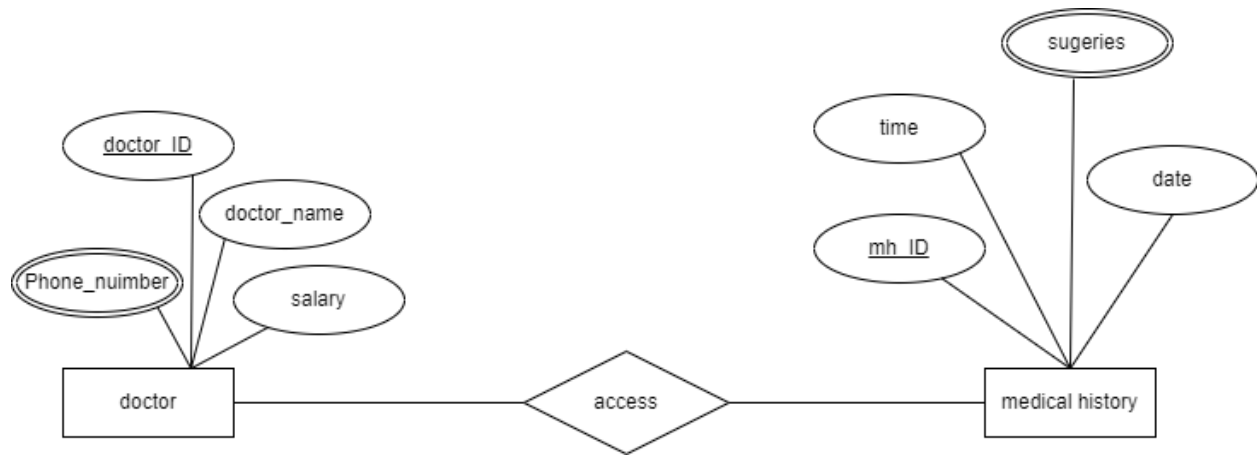 sugeries
time
doctor_ID
date
doctor_name
mh_ID
Phone_nuimber
salary
doctor
access
medical history